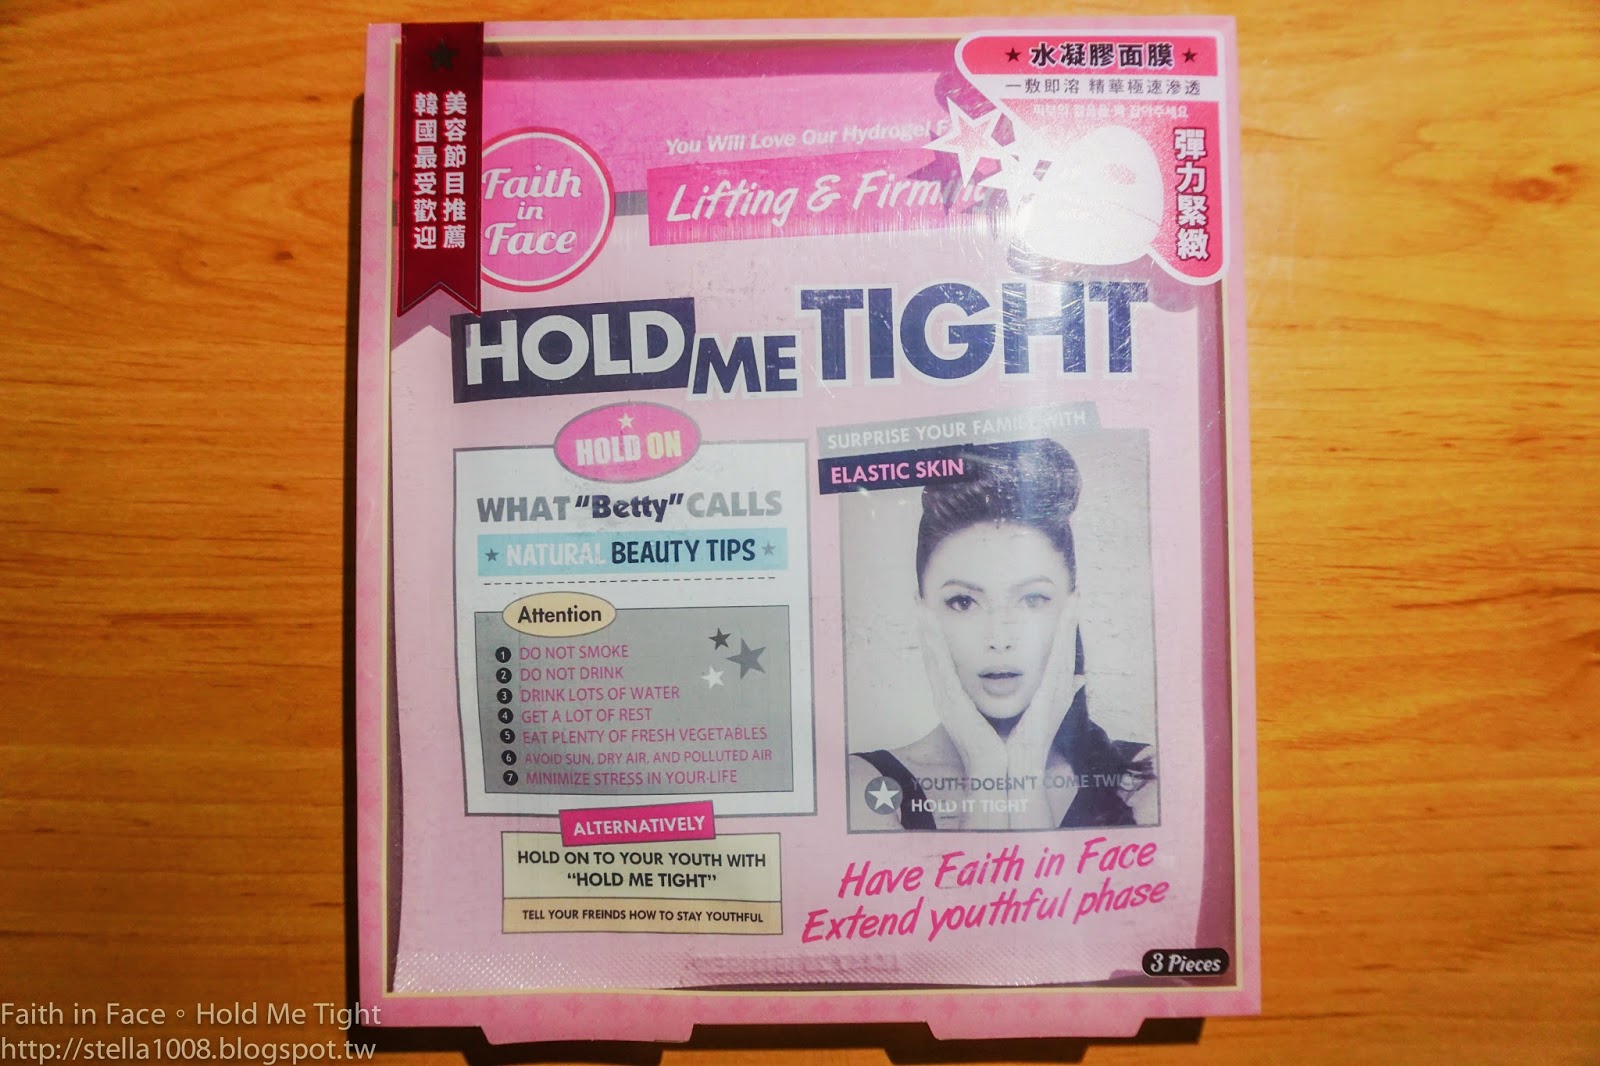 美容節目推薦
韓國最受歡迎
Faith
in
Face
You Will Love Our Hydrogel
Lifting & Firming
★水凝膠面膜★
一敷即溶 精華極速滲透
彈力緊緻
HOLD ME TIGHT
HOLD ON
WHAT "Betty" CALLS
★ NATURAL BEAUTY TIPS ★
Attention
1 DO NOT SMOKE
2 DO NOT DRINK
3 DRINK LOTS OF WATER
4 GET A LOT OF REST
5 EAT PLENTY OF FRESH VEGETABLES
6 AVOID SUN, DRY AIR, AND POLLUTED AIR
7 MINIMIZE STRESS IN YOUR LIFE
ALTERNATIVELY
HOLD ON TO YOUR YOUTH WITH
"HOLD ME TIGHT"
TELL YOUR FREINDS HOW TO STAY YOUTHFUL
SURPRISE YOUR FAMILY WITH
ELASTIC SKIN
YOUTH DOESN'T COME TWICE
HOLD IT TIGHT
Have Faith in Face
Extend youthful phase
3 Pieces
Faith in Face。Hold Me Tight
http://stella1008.blogspot.tw